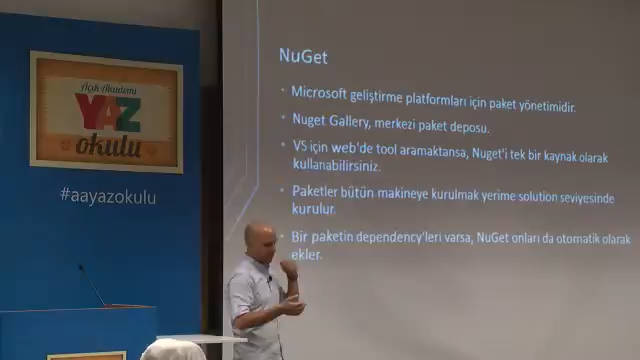 Açık Akademi
YAZ
okulu
#aayazokulu
NuGet
• Microsoft geliştirme platformları için paket yönetimidir.
• Nuget Gallery, merkezi paket deposu.
• VS için web'de tool aramaktansa, Nuget'i tek bir kaynak olarak
kullanabilirsiniz.
• Paketler bütün makineye kurulmak yerime solution seviyesinde
kurulur.
• Bir paketin dependency'leri varsa, NuGet onları da otomatik olarak
ekler.